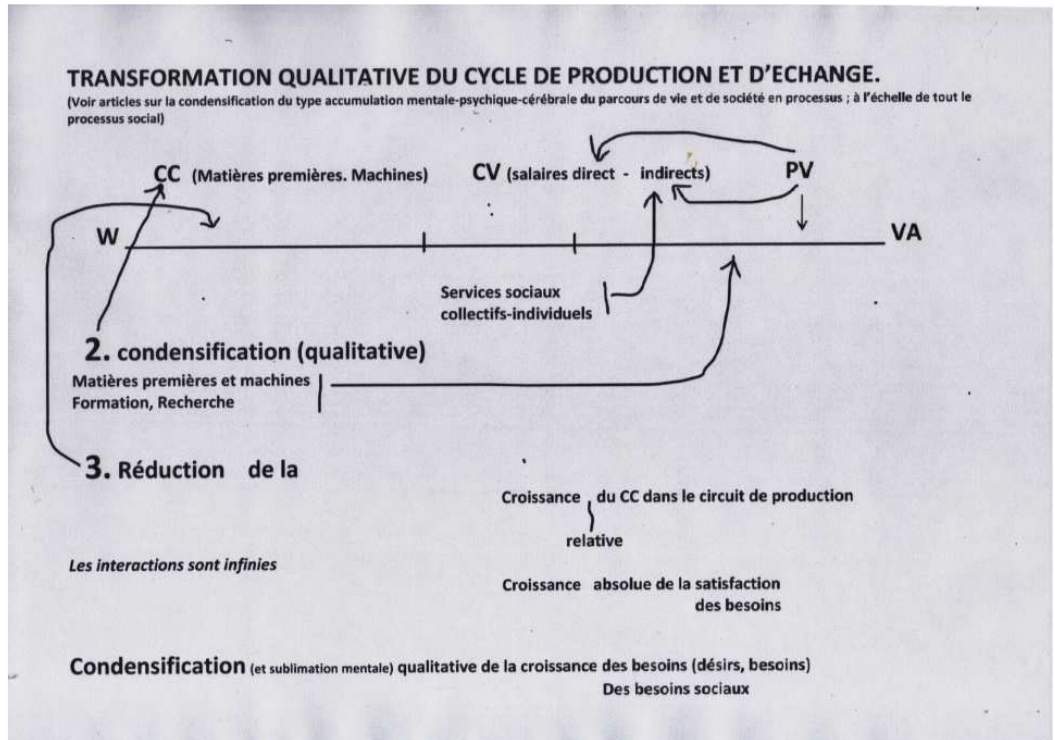 TRANSFORMATION QUALITATIVE DU CYCLE DE PRODUCTION ET D'ECHANGE.
(Voir articles sur la condensification du type accumulation mentale-psychique-cérébrale du parcours de vie et de société en processus ; à l'échelle de tout le
processus social)
CC (Matières premières. Machines) CV (salaires direct - indirects) PV
W VA
Services sociaux
collectifs-individuels
2. condensification (qualitative)
Matières premières et machines
Formation, Recherche
3. Réduction de la
Croissance du CC dans le circuit de production
relative
Les interactions sont infinies
Croissance absolue de la satisfaction
des besoins
Condensification (et sublimation mentale) qualitative de la croissance des besoins (désirs, besoins)
Des besoins sociaux